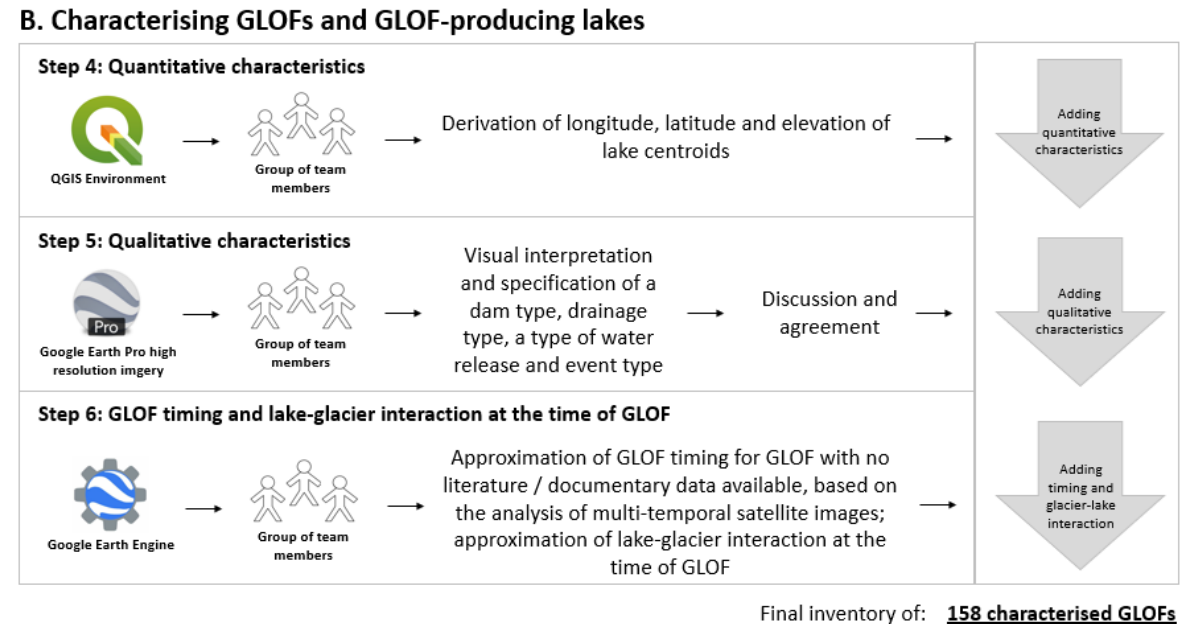 B. Characterising GLOFs and GLOF-producing lakes
Step 4: Quantitative characteristics
QGIS Environment
Group of team
members
Derivation of longitude, latitude and elevation of
lake centroids
Adding
quantitative
characteristics
Step 5: Qualitative characteristics
Pro
Google Earth Pro high
resolution imgery
Group of team
members
Visual interpretation
and specification of a
dam type, drainage
type, a type of water
release and event type
Discussion and
agreement
Adding
qualitative
characteristics
Step 6: GLOF timing and lake-glacier interaction at the time of GLOF
Google Earth Engine
Group of team
members
Approximation of GLOF timing for GLOF with no
literature / documentary data available, based on
the analysis of multi-temporal satellite images;
approximation of lake-glacier interaction at the
time of GLOF
Adding
timing and
glacier-lake
interaction
Final inventory of: 158 characterised GLOFs